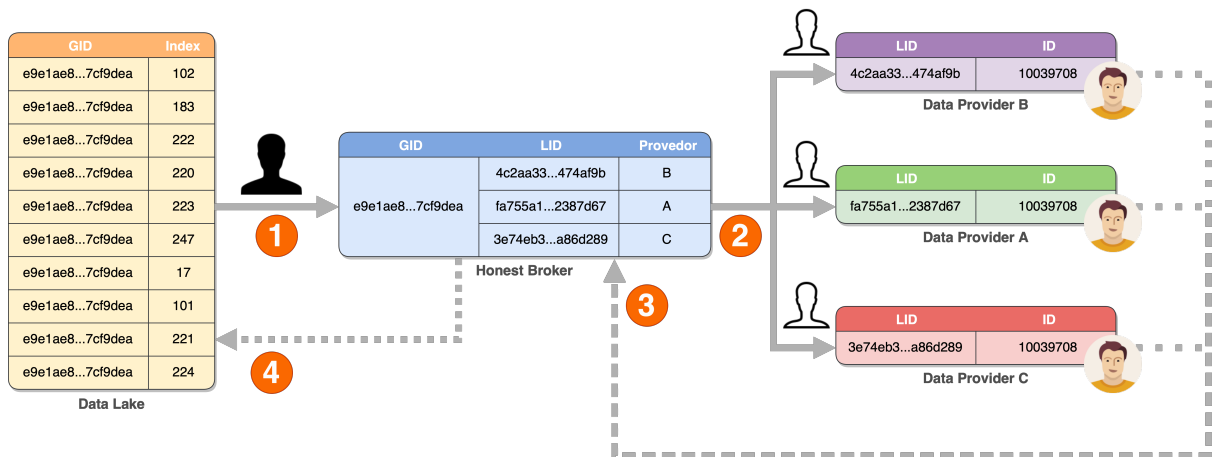 GID Index
e9e1ae8...7cf9dea 102
e9e1ae8...7cf9dea 183
e9e1ae8...7cf9dea 222
e9e1ae8...7cf9dea 220
e9e1ae8...7cf9dea 223
e9e1ae8...7cf9dea 247
e9e1ae8...7cf9dea 17
e9e1ae8...7cf9dea 101
e9e1ae8...7cf9dea 221
e9e1ae8...7cf9dea 224
Data Lake
1
GID LID Provedor
e9e1ae8...7cf9dea
4c2aa33...474af9b B
fa755a1...2387d67 A
3e74eb3...a86d289 C
Honest Broker
2
LID ID
4c2aa33...474af9b 10039708
Data Provider B
LID ID
fa755a1...2387d67 10039708
Data Provider A
LID ID
3e74eb3...a86d289 10039708
Data Provider C
3
4